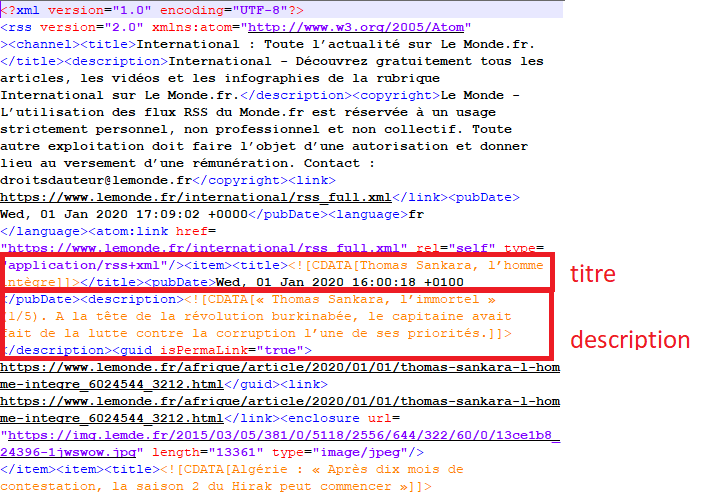 <?xml version="1.0" encoding="UTF-8"?>
<rss version="2.0" xmlns:atom="http://www.w3.org/2005/Atom"
><channel><title>International : Toute l’actualité sur Le Monde.fr.
</title><description>International - Découvrez gratuitement tous les
articles, les vidéos et les infographies de la rubrique
International sur Le Monde.fr.</description><copyright>Le Monde -
L’utilisation des flux RSS du Monde.fr est réservée à un usage
strictement personnel, non professionnel et non collectif. Toute
autre exploitation doit faire l’objet d’une autorisation et donner
lieu au versement d’une rémunération. Contact :
droitsdauteur@lemonde.fr</copyright><link>
https://www.lemonde.fr/international/rss_full.xml</link><pubDate>
Wed, 01 Jan 2020 17:09:02 +0000</pubDate><language>fr
</language><atom:link href=
"https://www.lemonde.fr/international/rss_full.xml" rel="self" type=
"application/rss+xml"/><item><title><![CDATA[Thomas Sankara, l’homme
intègre]]></title><pubDate>Wed, 01 Jan 2020 16:00:18 +0100
titre
</pubDate><description><![CDATA[« Thomas Sankara, l’immortel »
(1/5). A la tête de la révolution burkinabée, le capitaine avait
fait de la lutte contre la corruption l’une de ses priorités.]]>
</description><guid isPermaLink="true">
description
https://www.lemonde.fr/afrique/article/2020/01/01/thomas-sankara-l-hom
me-integre_6024544_3212.html</guid><link>
https://www.lemonde.fr/afrique/article/2020/01/01/thomas-sankara-l-hom
me-integre_6024544_3212.html</link><enclosure url=
"https://img.lemde.fr/2015/03/05/381/0/5118/2556/644/322/60/0/13ce1b8_
24396-1jwswow.jpg" length="13361" type="image/jpeg"/>
</item><item><title><![CDATA[Algérie : « Après dix mois de
contestation, la saison 2 du Hirak peut commencer »]]>